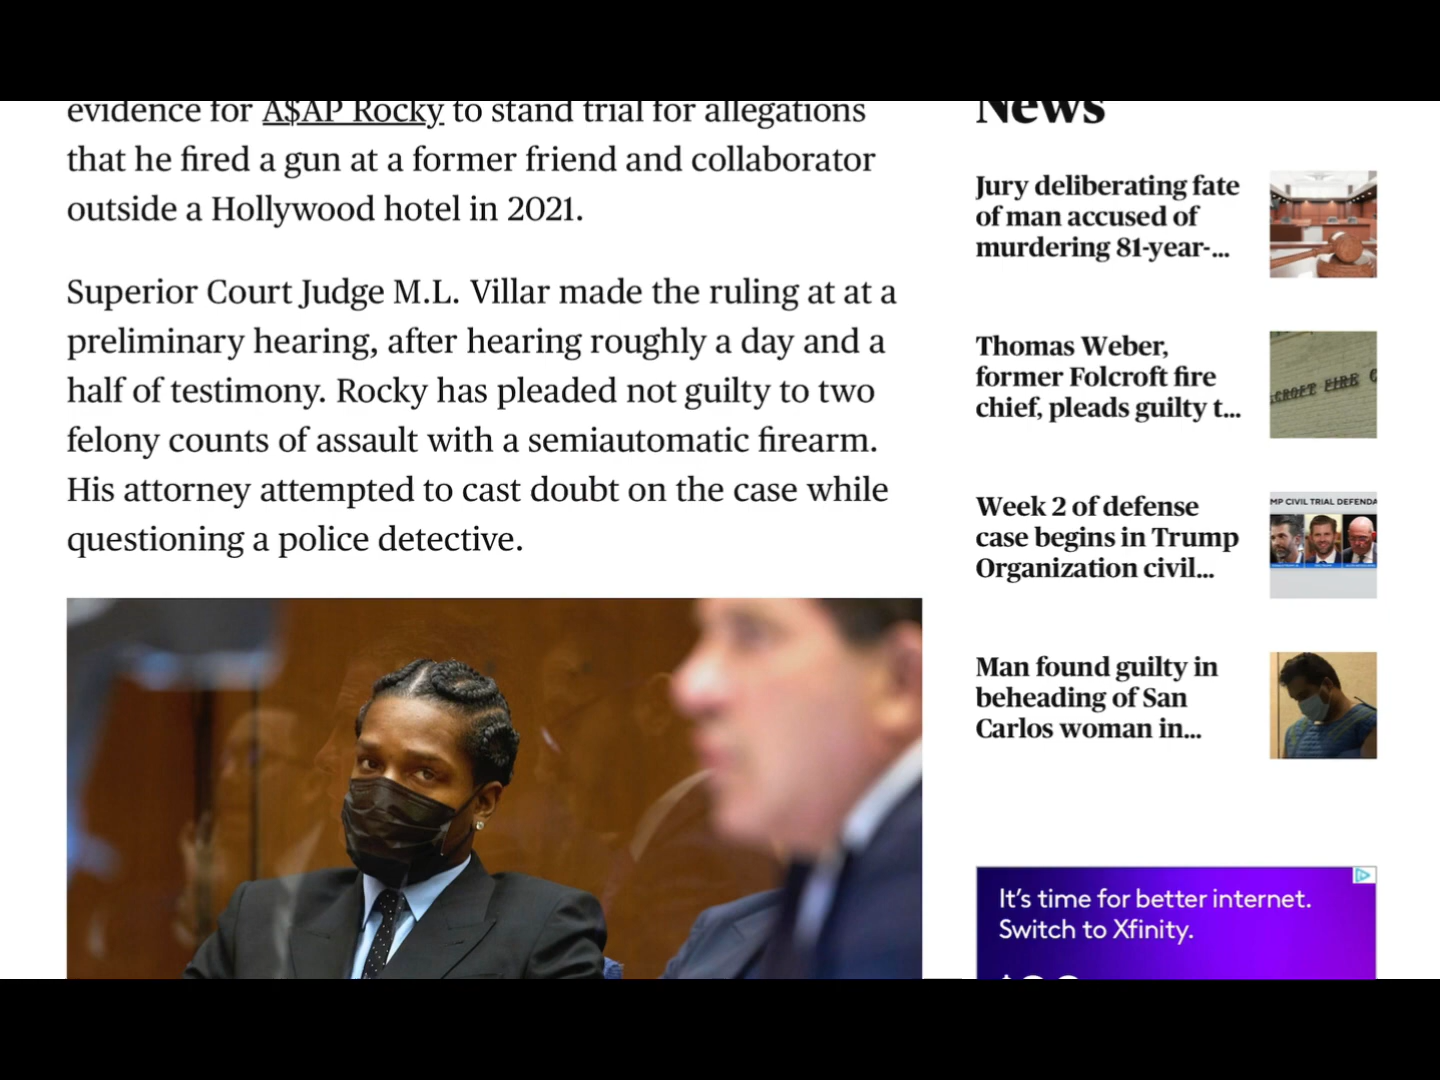 evidence for A$AP Rocky to stand trial for allegations
that he fired a gun at a former friend and collaborator
outside a Hollywood hotel in 2021.
Superior Court Judge M.L. Villar made the ruling at at a
preliminary hearing, after hearing roughly a day and a
half of testimony. Rocky has pleaded not guilty to two
felony counts of assault with a semiautomatic firearm.
His attorney attempted to cast doubt on the case while
questioning a police detective.
News
Jury deliberating fate
of man accused of
murdering 81-year-...
Thomas Weber,
former Folcroft fire
chief, pleads guilty t...
CROFT FIRE C
Week 2 of defense
case begins in Trump
Organization civil...
MP CIVIL TRIAL DEFENDA
Man found guilty in
beheading of San
Carlos woman in...
It's time for better internet.
Switch to Xfinity.